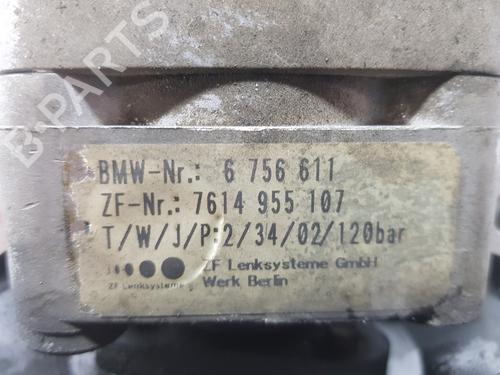 B-PARTS
BMW-Nr.: 6 756 611
ZF-Nr.: 7614 955 107
T/W/J/P:2/34/02/120bar
ZF Lenksysteme GmbH
ZF Lenksysteme
Werk Berlin